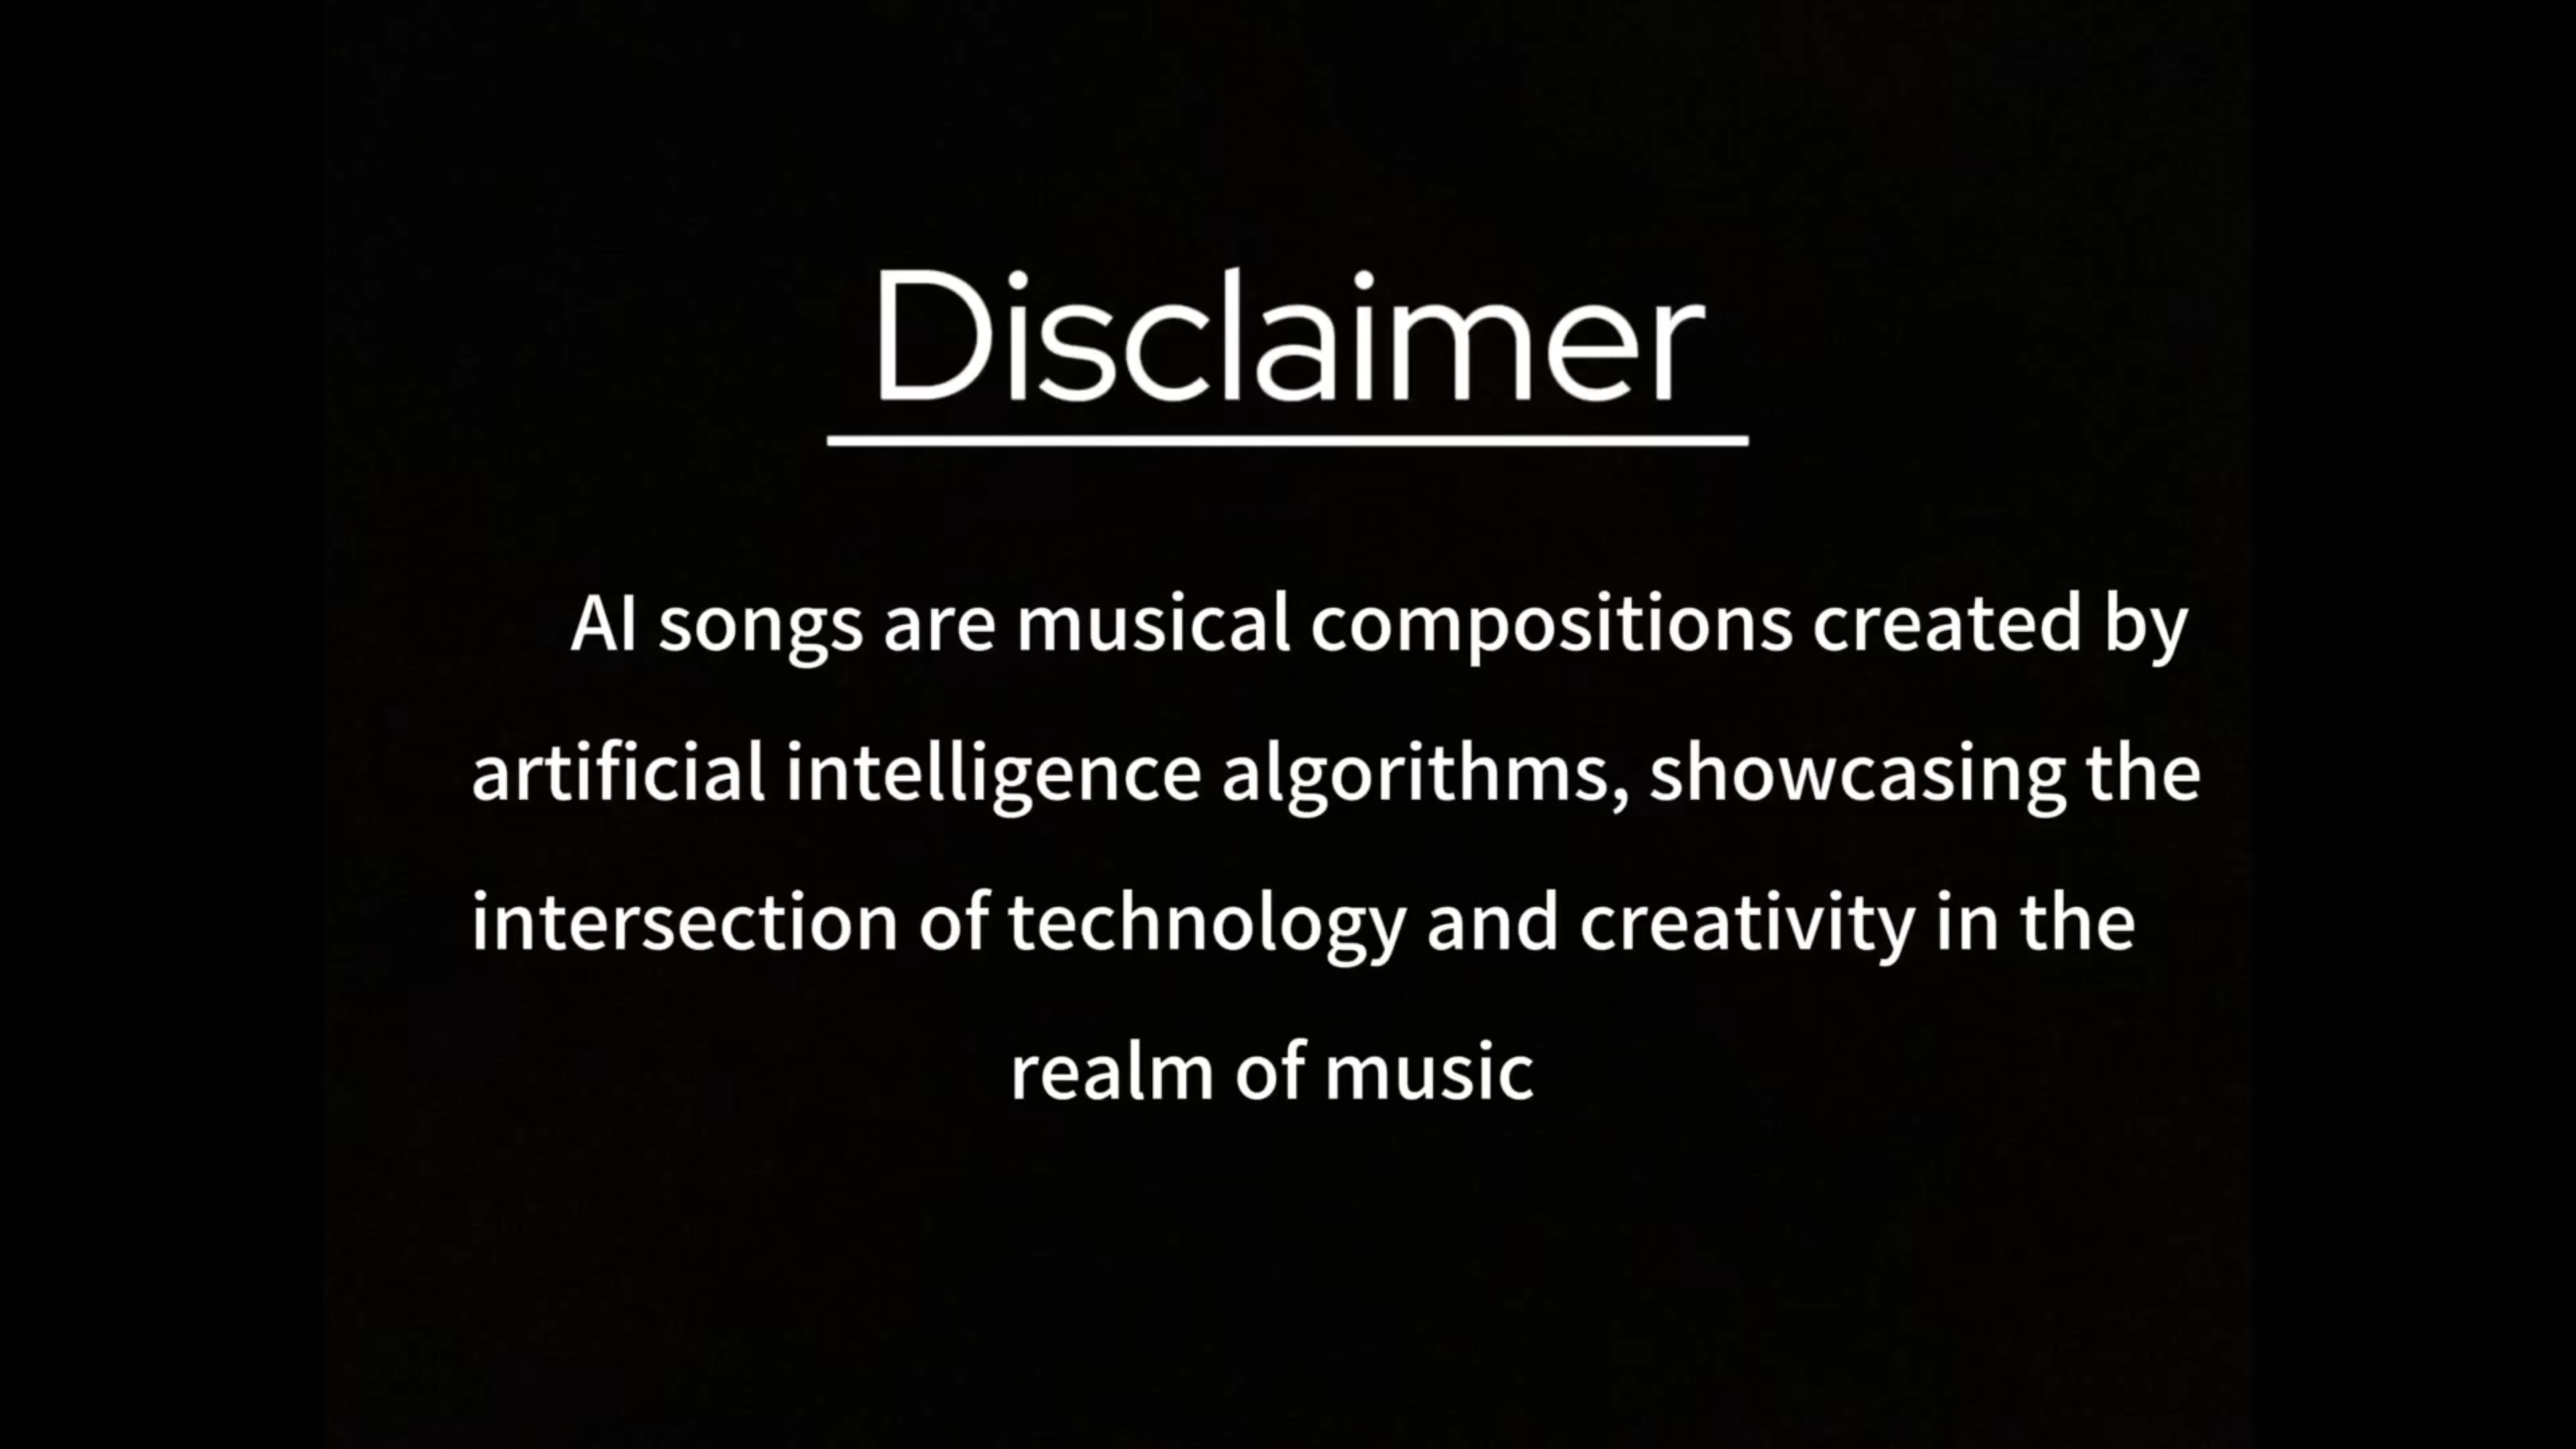 Disclaimer
AI songs are musical compositions created by
artificial intelligence algorithms, showcasing the
intersection of technology and creativity in the
realm of music